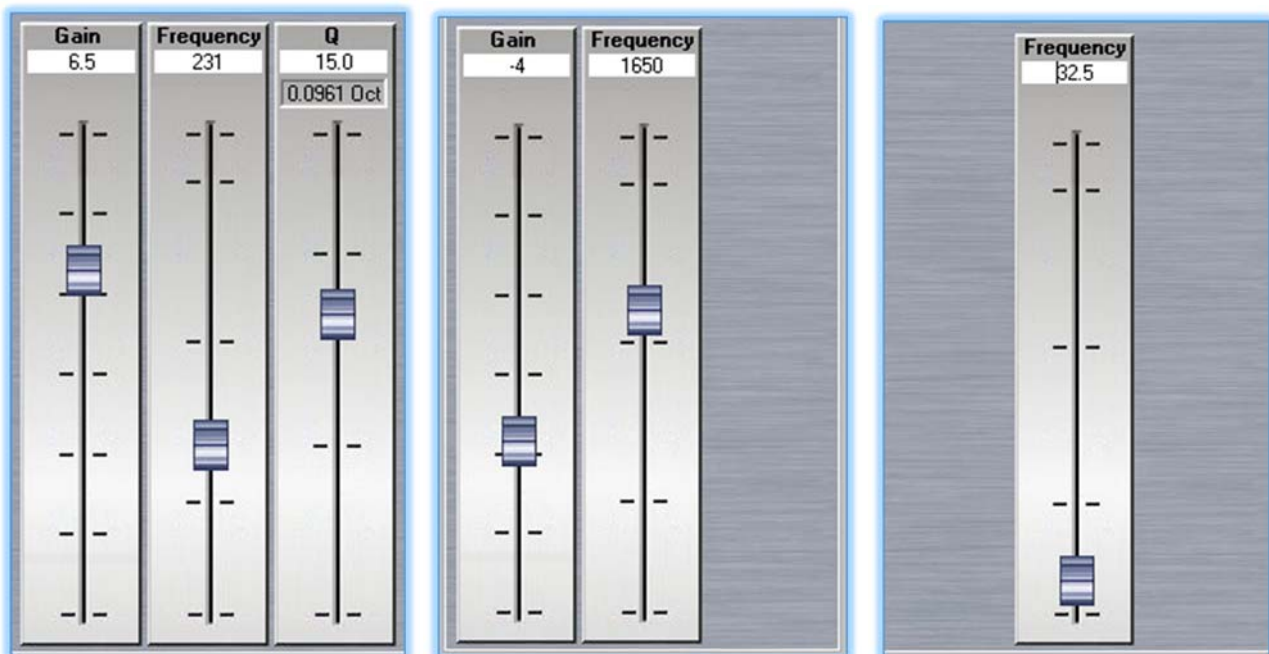 Gain Frequency Q
6.5 231 15.0
0.0961 Oct
Gain Frequency
-4 1650
Frequency
32.5